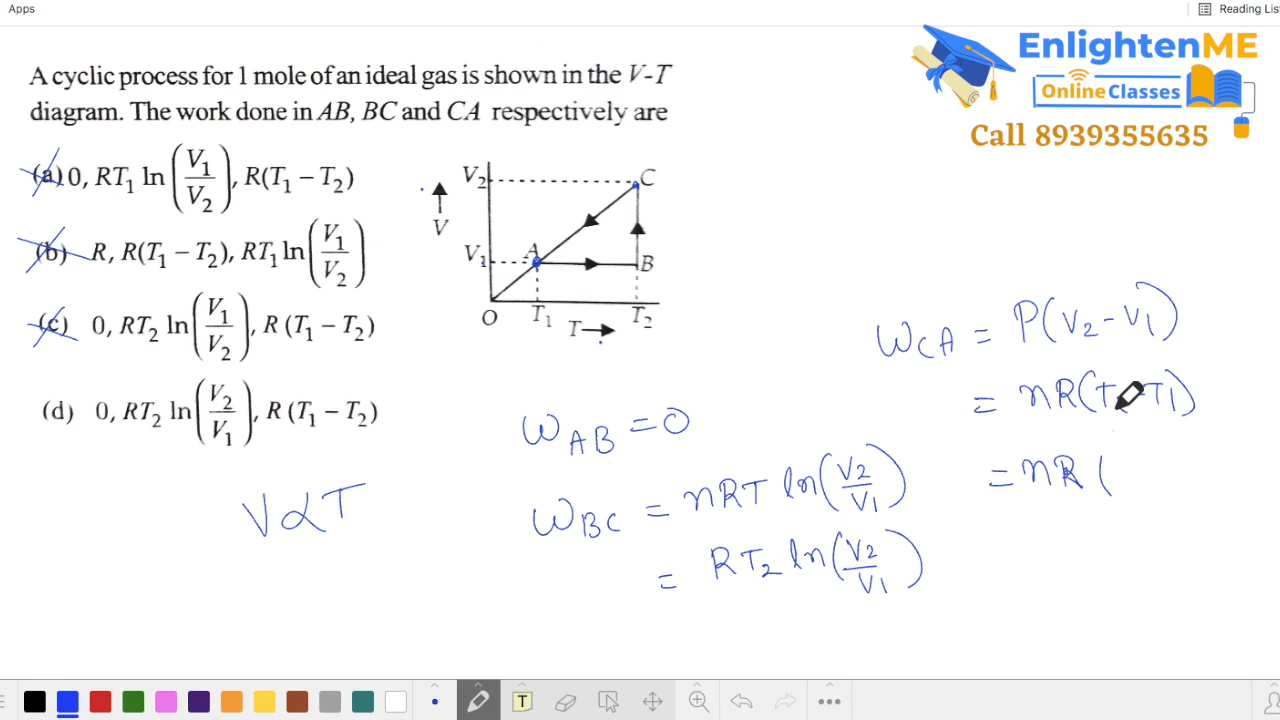 Apps
Reading Lis
EnlightenME
Online Classes
Call 8939355635
A cyclic process for 1 mole of an ideal gas is shown in the V-T
diagram. The work done in AB, BC and CA respectively are
(a) 0, RT₁ ln(V₁/V₂), R(T₁ − T₂)
(b) R, R(T₁ − T₂), RT₁ ln(V₁/V₂)
(c) 0, RT₂ ln(V₁/V₂), R (T₁ − T₂)
(d) 0, RT₂ ln(V₂/V₁), R (T₁ − T₂)
V₂
C
V
V₁
A
B
O
T₁
T
T₂
V∝T
W_AB = 0
W_BC = nRT ln(V₂/V₁)
= RT₂ ln(V₂/V₁)
W_CA = P(V₂ − V₁)
= nR(T T₁)
= nR (
T